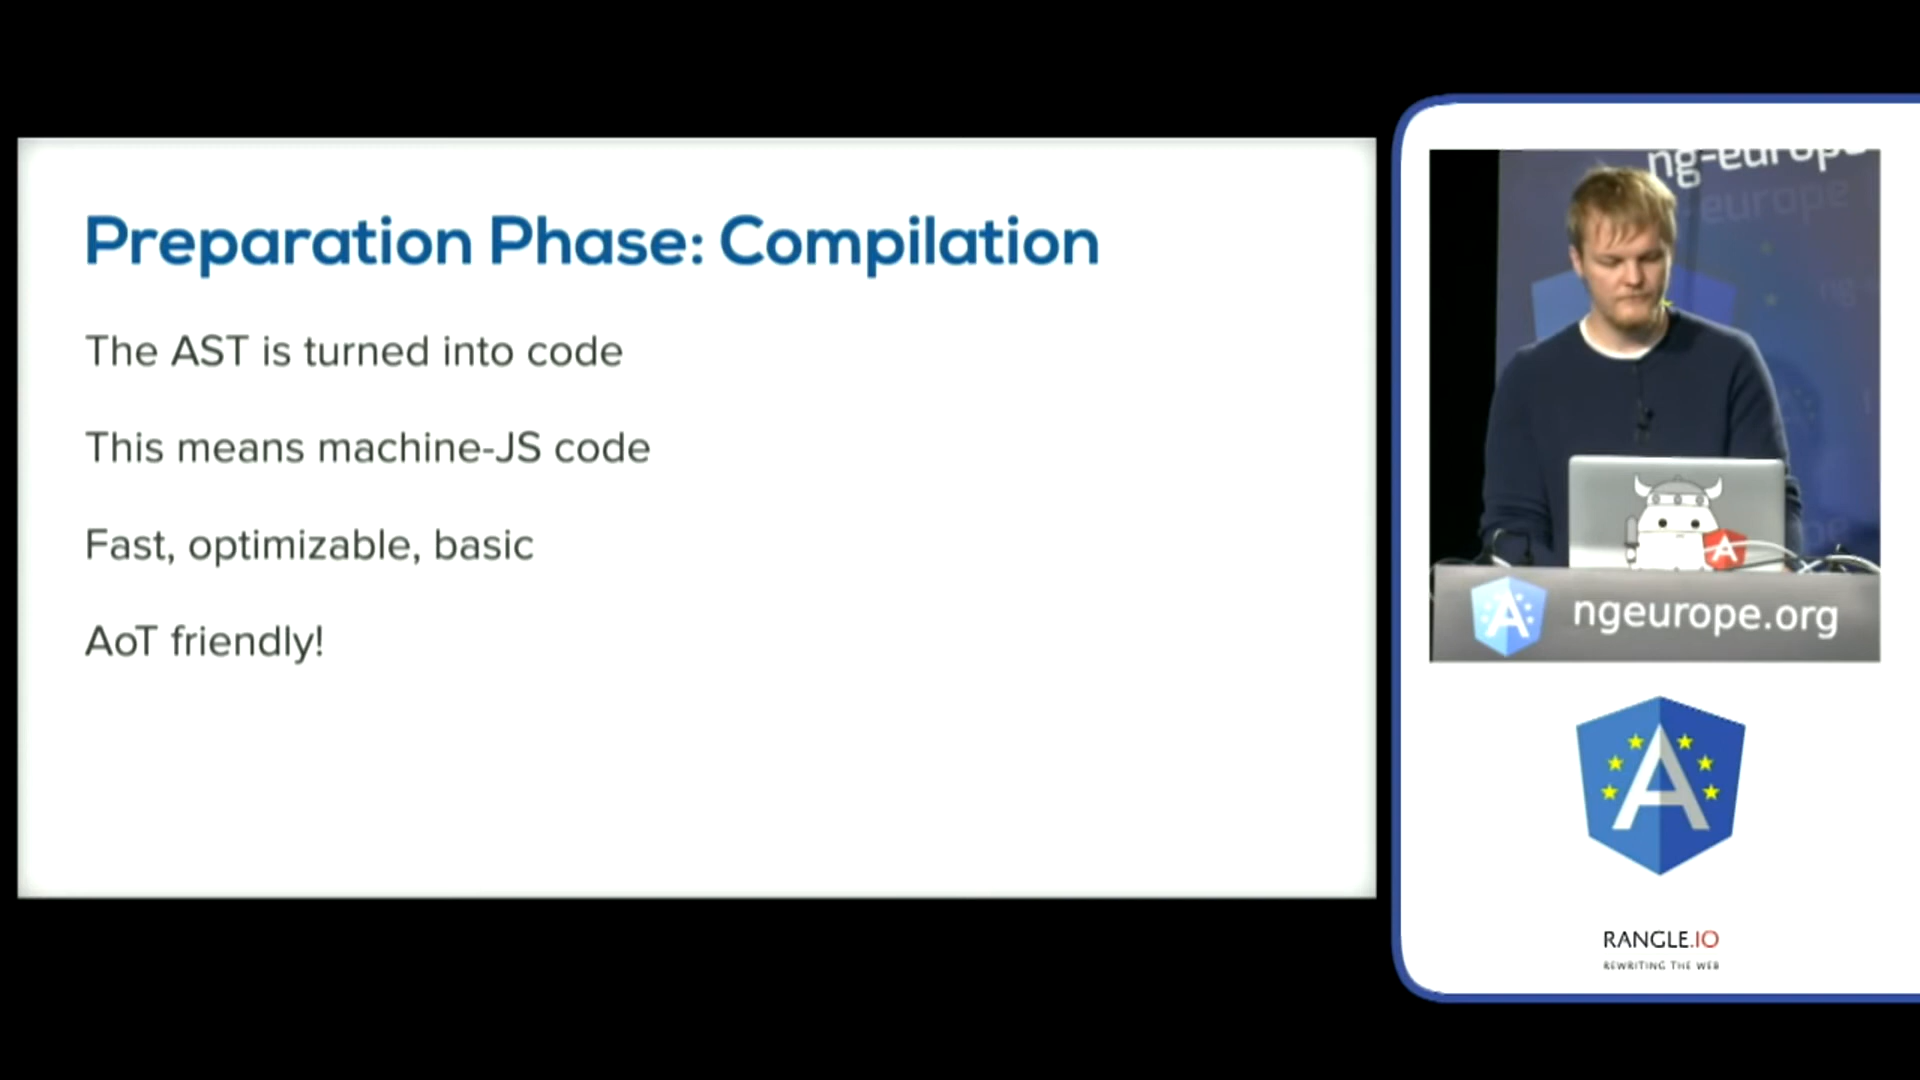 Preparation Phase: Compilation
The AST is turned into code
This means machine-JS code
Fast, optimizable, basic
AoT friendly!
ng-europe
-europe
ng-
A
A
ngeurope.org
A
RANGLE.IO
REWRITING THE WEB